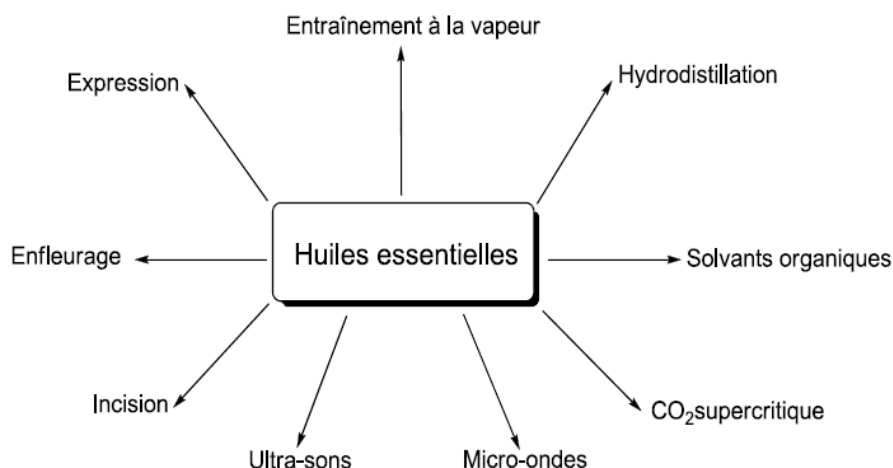 Entraînement à la vapeur
Expression
Hydrodistillation
Enfleurage
Huiles essentielles
Solvants organiques
Incision
CO₂supercritique
Ultra-sons
Micro-ondes